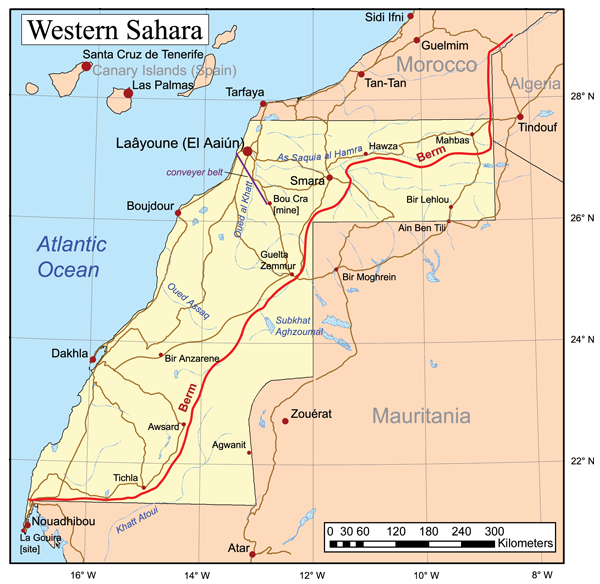 Western Sahara
Sidi Ifni
Guelmim
Morocco
Santa Cruz de Tenerife
Canary Islands (Spain)
Las Palmas
Tan-Tan
Algeria
Tarfaya
28°N
Tindouf
Laâyoune (El Aaiún)
As Saquia al Hamra
Hawza
Mahbas
Berm
conveyer belt
Smara
Oued al Khatt
Bou Cra
[mine]
Bir Lehlou
Boujdour
26°N
Ain Ben Tili
Atlantic
Ocean
Guelta
Zemmur
Bir Moghrein
Oued Assaq
Subkhat
Aghzoumal
24°N
Dakhla
Bir Anzarene
Berm
Zouérat
Mauritania
Awsard
Agwanit
22°N
Tichla
Khatt Atoui
Nouadhibou
La Gouira
[site]
Atar
0 30 60 120 180 240 300
Kilometers
16°W
14°W
12°W
10°W
8°W